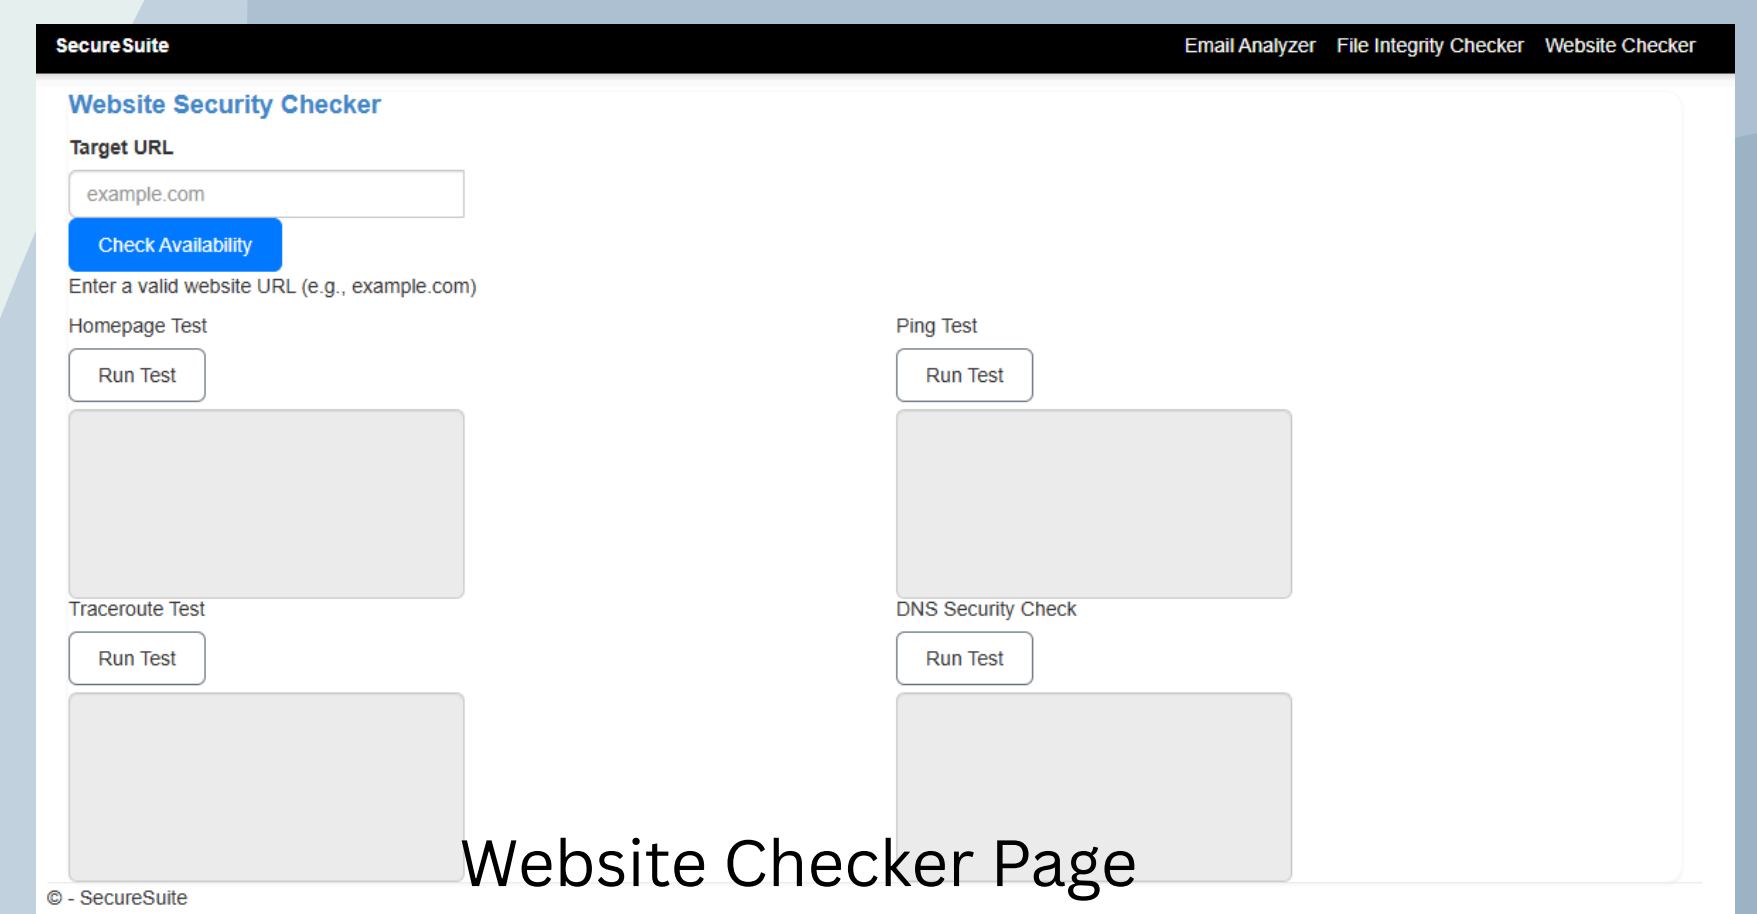 SecureSuite
Email Analyzer File Integrity Checker Website Checker
Website Security Checker
Target URL
example.com
Check Availability
Enter a valid website URL (e.g., example.com)
Homepage Test
Ping Test
Run Test
Run Test
Traceroute Test
DNS Security Check
Run Test
Run Test
Website Checker Page
© - SecureSuite